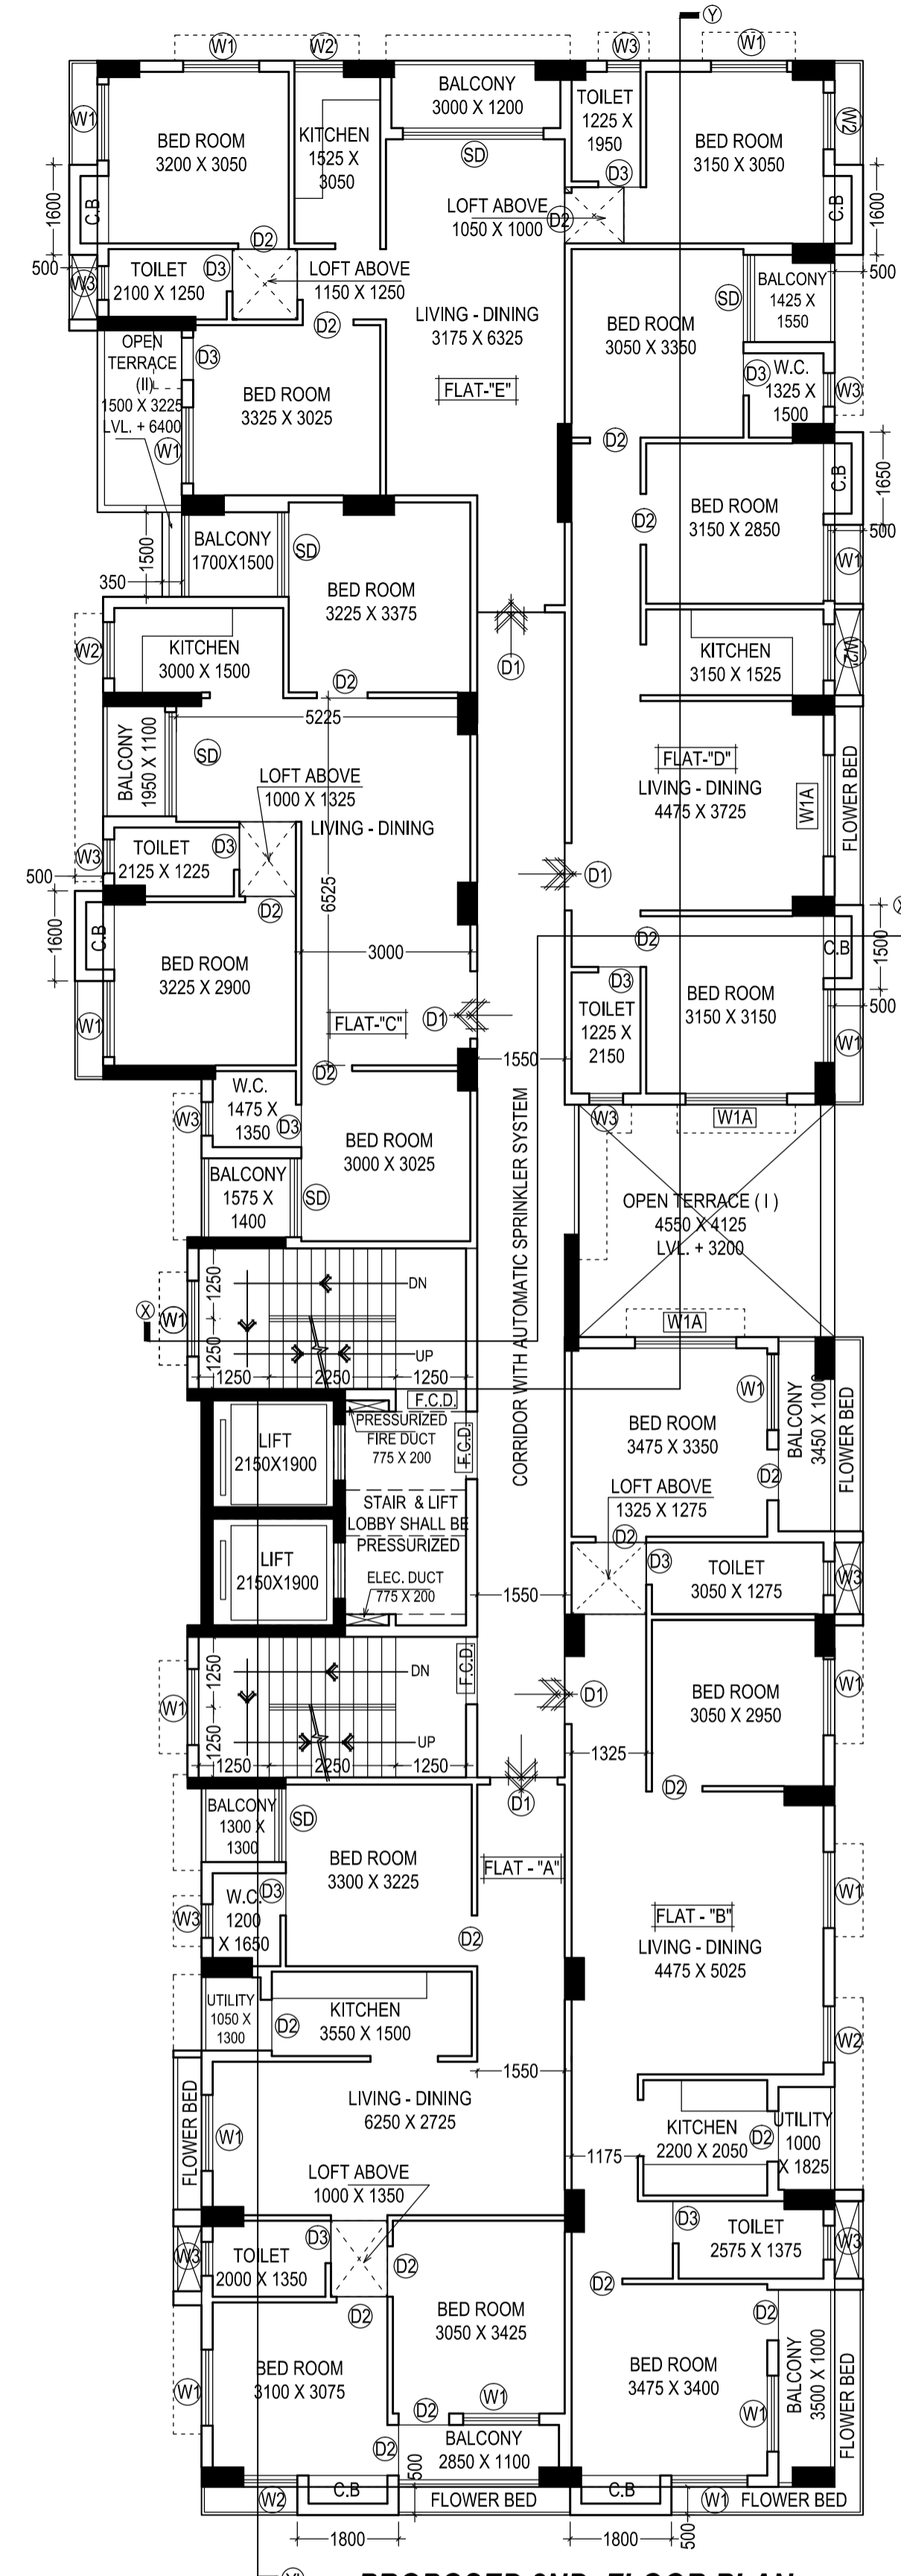 Y
W1
W2
W3
W1
BALCONY
3000 X 1200
TOILET
1225 X
1950
W1
W2
BED ROOM
3200 X 3050
KITCHEN
1525 X
3050
SD
BED ROOM
3150 X 3050
D3
1600
C.B
LOFT ABOVE
1050 X 1000
D2
C.B
1600
D2
500
W3
TOILET
2100 X 1250
D3
LOFT ABOVE
1150 X 1250
SD
BALCONY
1425 X
1550
500
LIVING - DINING
3175 X 6325
BED ROOM
3050 X 3350
D2
OPEN
TERRACE
(II)
1500 X 3225
LVL. + 6400
D3
D3
W.C.
1325 X
1500
W3
BED ROOM
3325 X 3025
FLAT-"E"
W1
D2
C.B
1650
BED ROOM
3150 X 2850
D2
500
1500
350
BALCONY
1700X1500
SD
W1
BED ROOM
3225 X 3375
W2
KITCHEN
3000 X 1500
D1
KITCHEN
3150 X 1525
W2
D2
5225
BALCONY
1950 X 1100
SD
FLAT-"D"
LIVING - DINING
4475 X 3725
W1A
FLOWER BED
LOFT ABOVE
1000 X 1325
LIVING - DINING
W3
TOILET
2125 X 1225
D3
500
D1
6525
D2
1600
C.B
X
BED ROOM
3225 X 2900
3000
D2
C.B
1500
D3
BED ROOM
3150 X 3150
TOILET
1225 X
2150
500
W1
FLAT-"C"
D1
W1
1550
D2
W.C.
1475 X
1350
D3
W3
BED ROOM
3000 X 3025
W3
W1A
BALCONY
1575 X
1400
SD
OPEN TERRACE ( I )
4550 X 4125
LVL. + 3200
CORRIDOR WITH AUTOMATIC SPRINKLER SYSTEM
1250
DN
X
W1
W1A
1250
UP
1250
2250
1250
F.C.D.
W1
BALCONY
3450 X 1000
FLOWER BED
PRESSURIZED
FIRE DUCT
775 X 200
F.C.D.
BED ROOM
3475 X 3350
LIFT
2150X1900
D2
LOFT ABOVE
1325 X 1275
STAIR & LIFT
LOBBY SHALL BE
PRESSURIZED
D2
D3
TOILET
3050 X 1275
W3
LIFT
2150X1900
ELEC. DUCT
775 X 200
1550
1250
DN
F.C.D.
W1
D1
BED ROOM
3050 X 2950
W1
1250
UP
1325
1250
2250
1250
D2
D1
BALCONY
1300 X
1300
SD
BED ROOM
3300 X 3225
FLAT - "A"
W.C.
1200
X 1650
D3
W3
W1
FLAT - "B"
D2
LIVING - DINING
4475 X 5025
UTILITY
1050 X
1300
D2
KITCHEN
3550 X 1500
W2
1550
FLOWER BED
W1
LIVING - DINING
6250 X 2725
KITCHEN
2200 X 2050
D2
UTILITY
1000
X 1825
1175
LOFT ABOVE
1000 X 1350
D3
W3
TOILET
2000 X 1350
D3
D2
TOILET
2575 X 1375
W3
D2
D2
D2
BED ROOM
3050 X 3425
BED ROOM
3100 X 3075
BED ROOM
3475 X 3400
BALCONY
3500 X 1000
FLOWER BED
W1
D2
W1
W1
D2
BALCONY
2850 X 1100
500
C.B
C.B
W2
FLOWER BED
W1
FLOWER BED
1800
1800
500